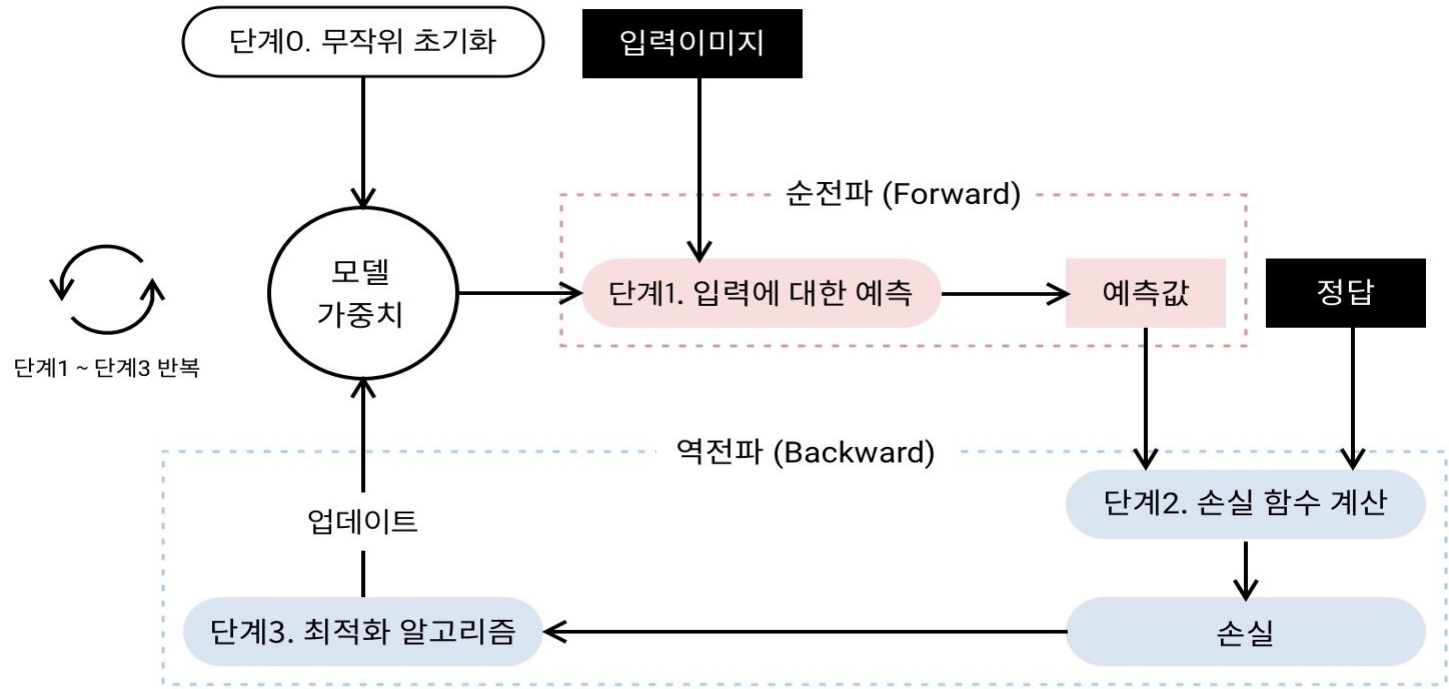 단계0. 무작위 초기화
입력이미지
순전파 (Forward)
모델
가중치
단계1. 입력에 대한 예측
예측값
정답
단계1 ~ 단계3 반복
역전파 (Backward)
단계2. 손실 함수 계산
업데이트
단계3. 최적화 알고리즘
손실